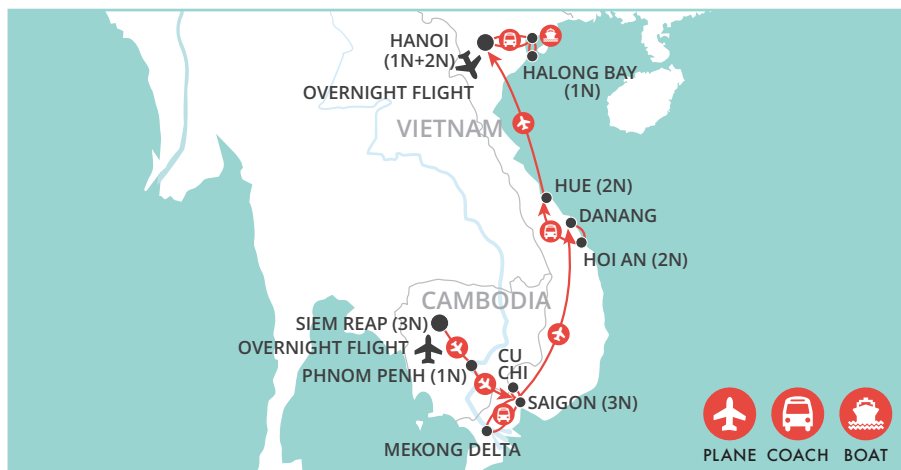 HANOI
(1N+2N)
OVERNIGHT FLIGHT
HALONG BAY
(1N)
VIETNAM
HUE (2N)
DANANG
HOI AN (2N)
CAMBODIA
SIEM REAP (3N)
OVERNIGHT FLIGHT
PHNOM PENH (1N)
CU
CHI
SAIGON (3N)
MEKONG DELTA
PLANE COACH BOAT